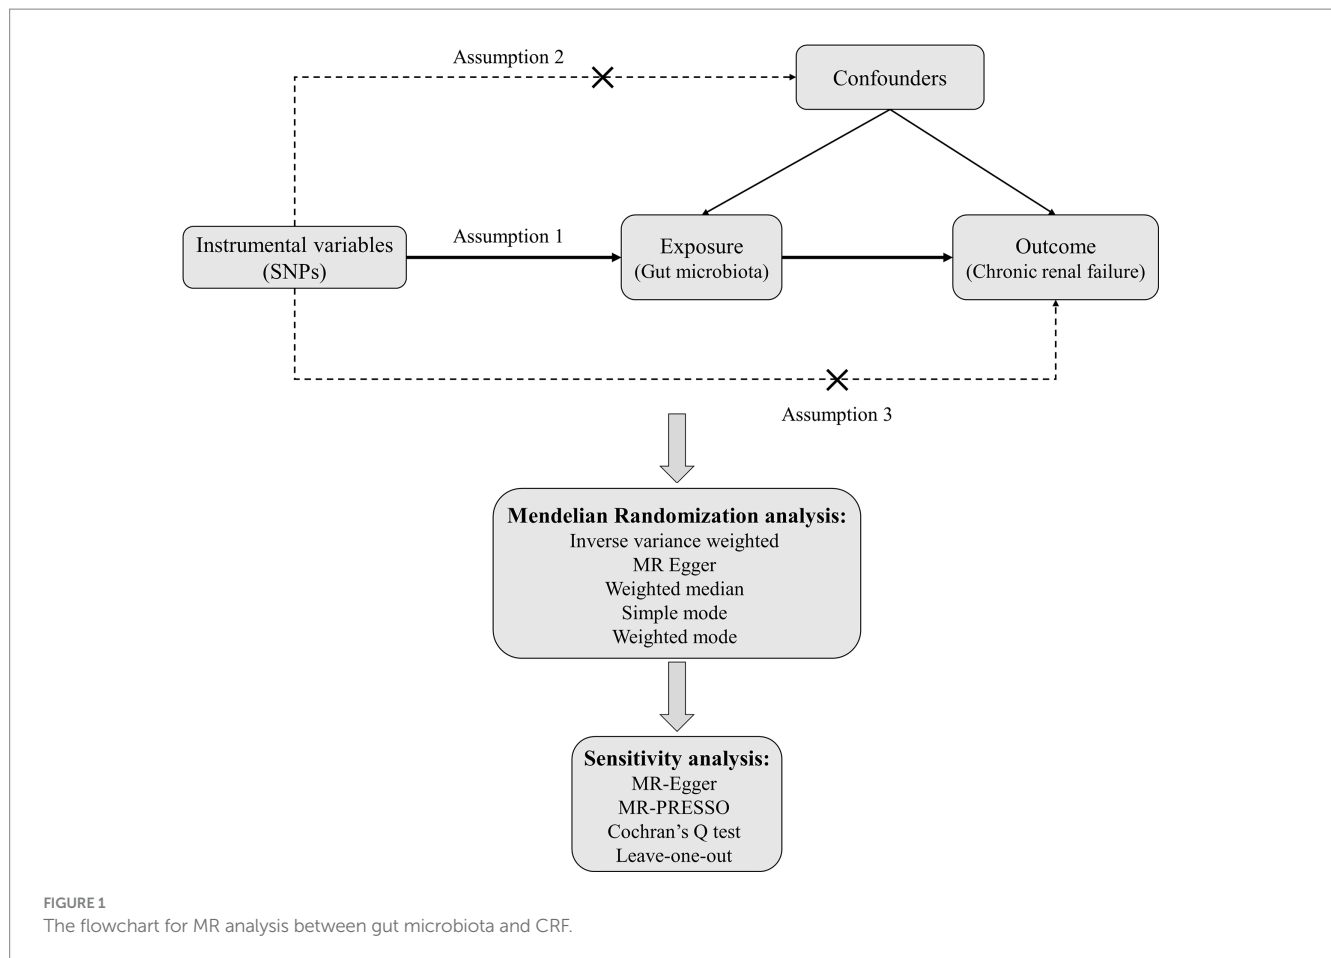 Assumption 2
Confounders
Instrumental variables
(SNPs)
Assumption 1
Exposure
(Gut microbiota)
Outcome
(Chronic renal failure)
Assumption 3
Mendelian Randomization analysis:
Inverse variance weighted
MR Egger
Weighted median
Simple mode
Weighted mode
Sensitivity analysis:
MR-Egger
MR-PRESSO
Cochran's Q test
Leave-one-out
FIGURE 1
The flowchart for MR analysis between gut microbiota and CRF.